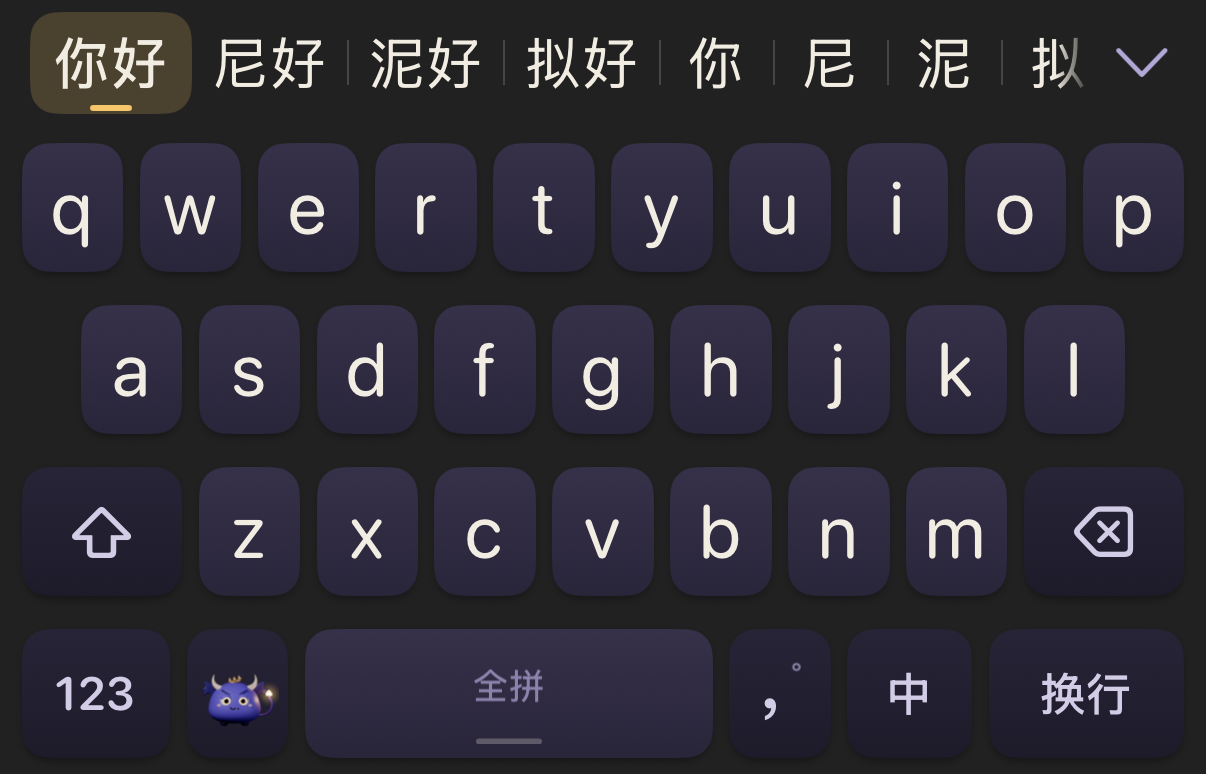 你好 尼好 泥好 拟好 你 尼 泥 拟
q w e r t y u i o p
a s d f g h j k l
z x c v b n m
123 全拼 ，。 中 换行